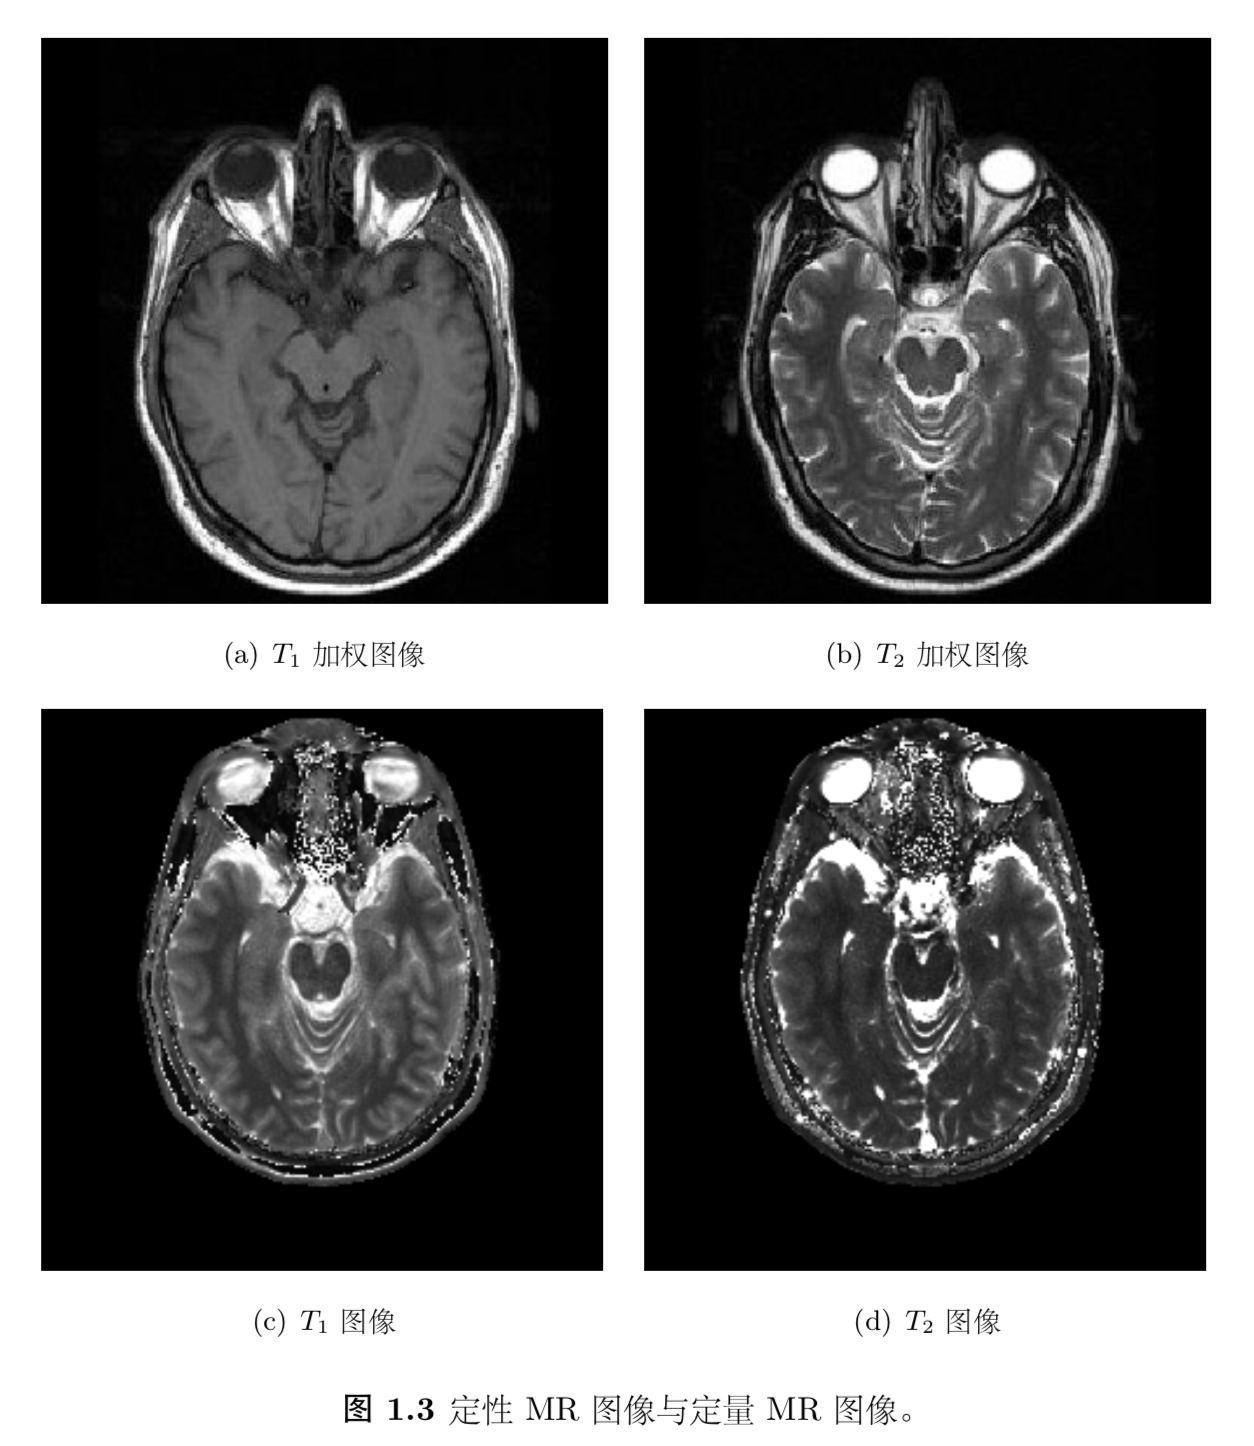 (a) T₁ 加权图像
(b) T₂ 加权图像
(c) T₁ 图像
(d) T₂ 图像
图 1.3 定性 MR 图像与定量 MR 图像。